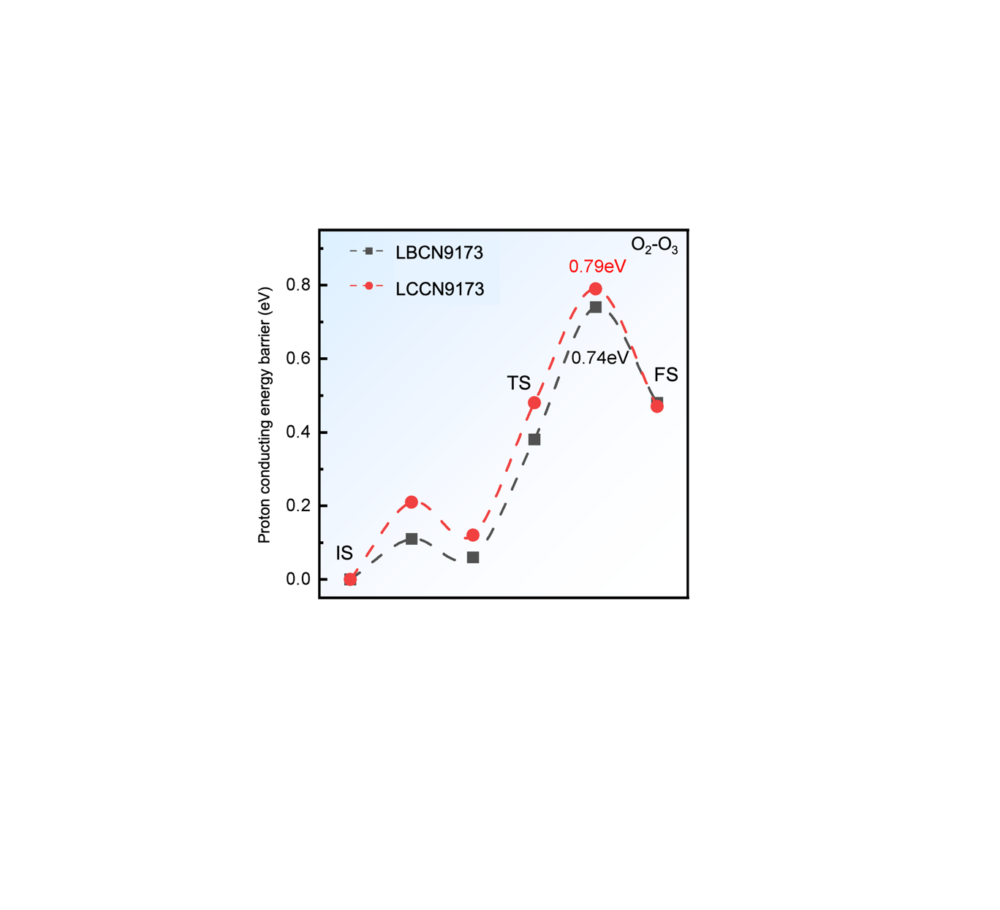 LBCN9173
LCCN9173
O₂-O₃
0.79eV
0.74eV
TS
FS
IS
0.8
0.6
0.4
0.2
0.0
Proton conducting energy barrier (eV)